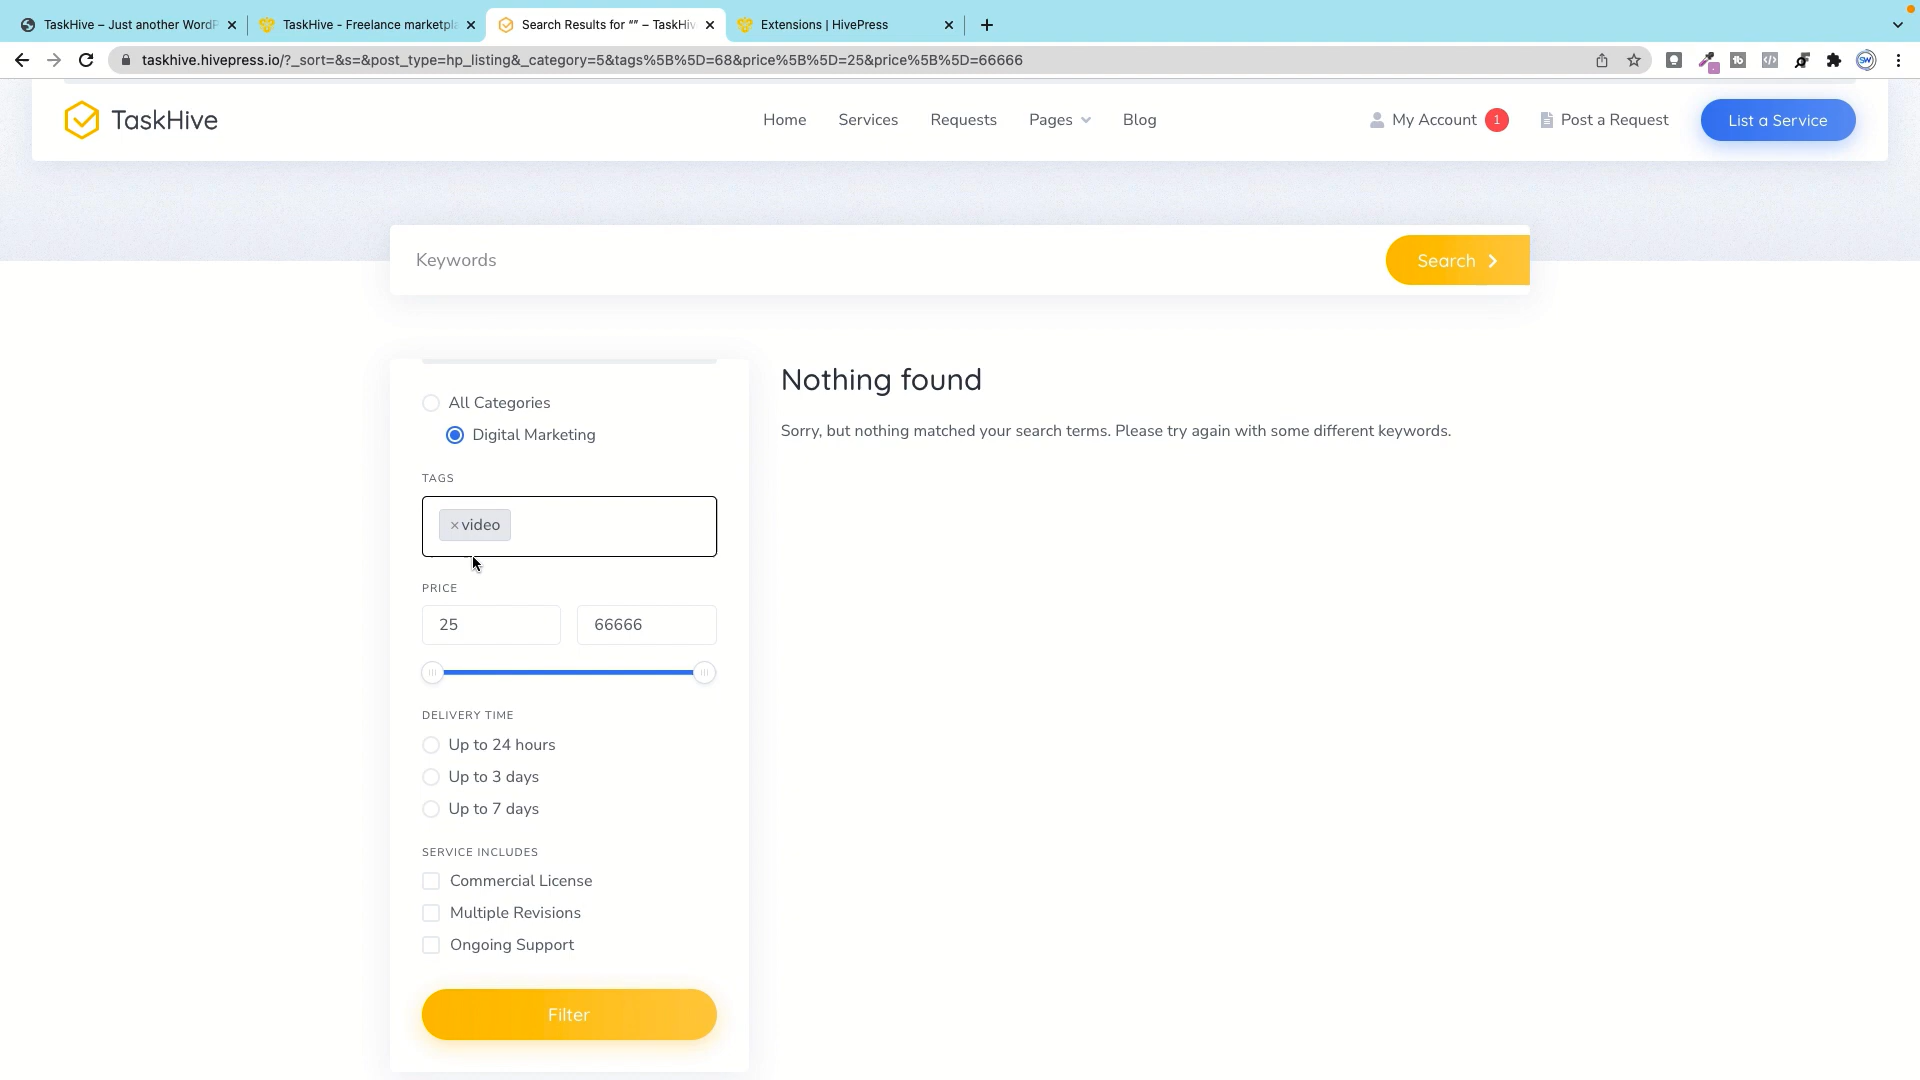 TaskHive – Just another WordP
TaskHive - Freelance marketpla
Search Results for “” – TaskHiv
Extensions | HivePress
taskhive.hivepress.io/?_sort=&s=&post_type=hp_listing&_category=5&tags%5B%5D=68&price%5B%5D=25&price%5B%5D=66666
TaskHive
Home
Services
Requests
Pages
Blog
My Account
1
Post a Request
List a Service
Keywords
Search
Nothing found
Sorry, but nothing matched your search terms. Please try again with some different keywords.
All Categories
Digital Marketing
TAGS
×video
PRICE
25
66666
DELIVERY TIME
Up to 24 hours
Up to 3 days
Up to 7 days
SERVICE INCLUDES
Commercial License
Multiple Revisions
Ongoing Support
Filter